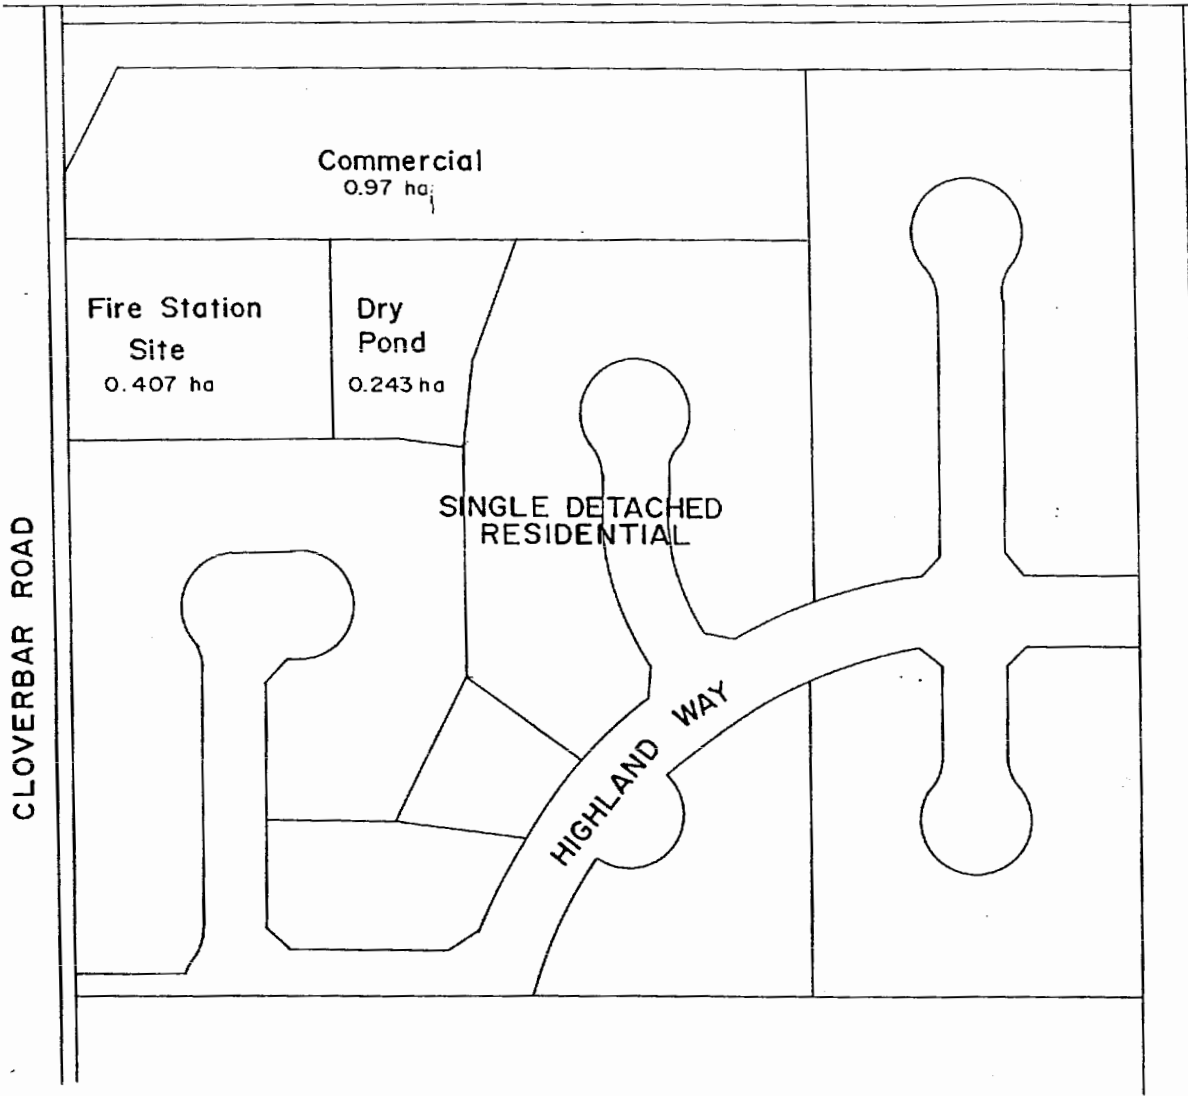 Commercial
0.97 ha
Fire Station
Site
0.407 ha
Dry
Pond
0.243 ha
SINGLE DETACHED
RESIDENTIAL
CLOVERBAR ROAD
HIGHLAND WAY